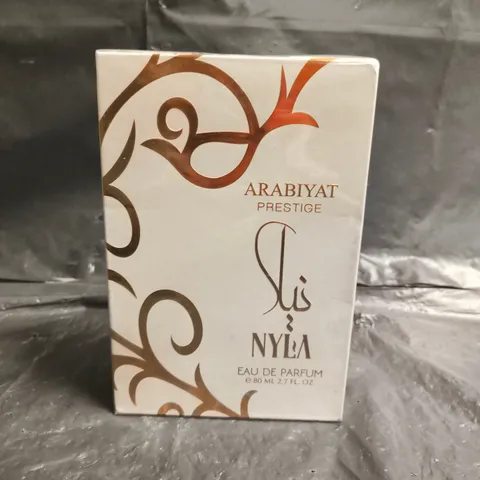 ARABIYAT
PRESTIGE
نيلا
NYLA
EAU DE PARFUM
℮ 80 ML 2.7 FL. OZ.